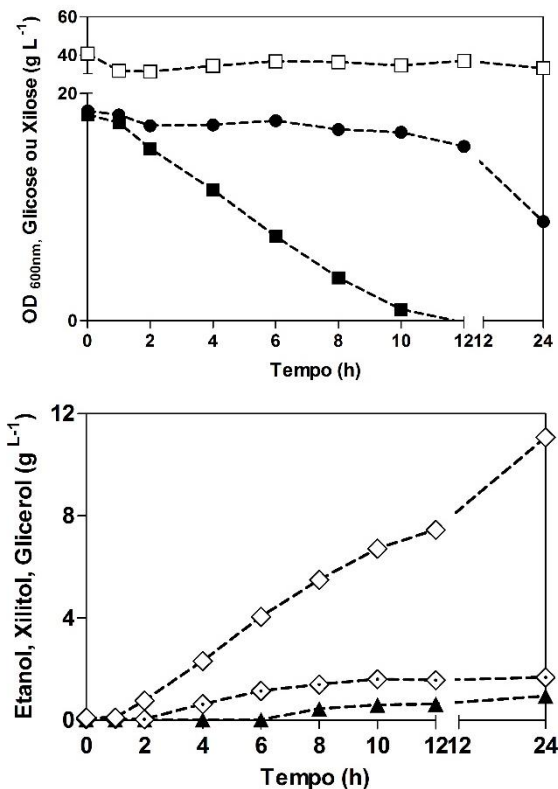 60
40
20
0
OD 600nm, Glicose ou Xilose (g L -1)
0 2 4 6 8 10 12 12 24
Tempo (h)
12
8
4
0
Etanol, Xilitol, Glicerol (g L-1)
0 2 4 6 8 10 12 12 24
Tempo (h)